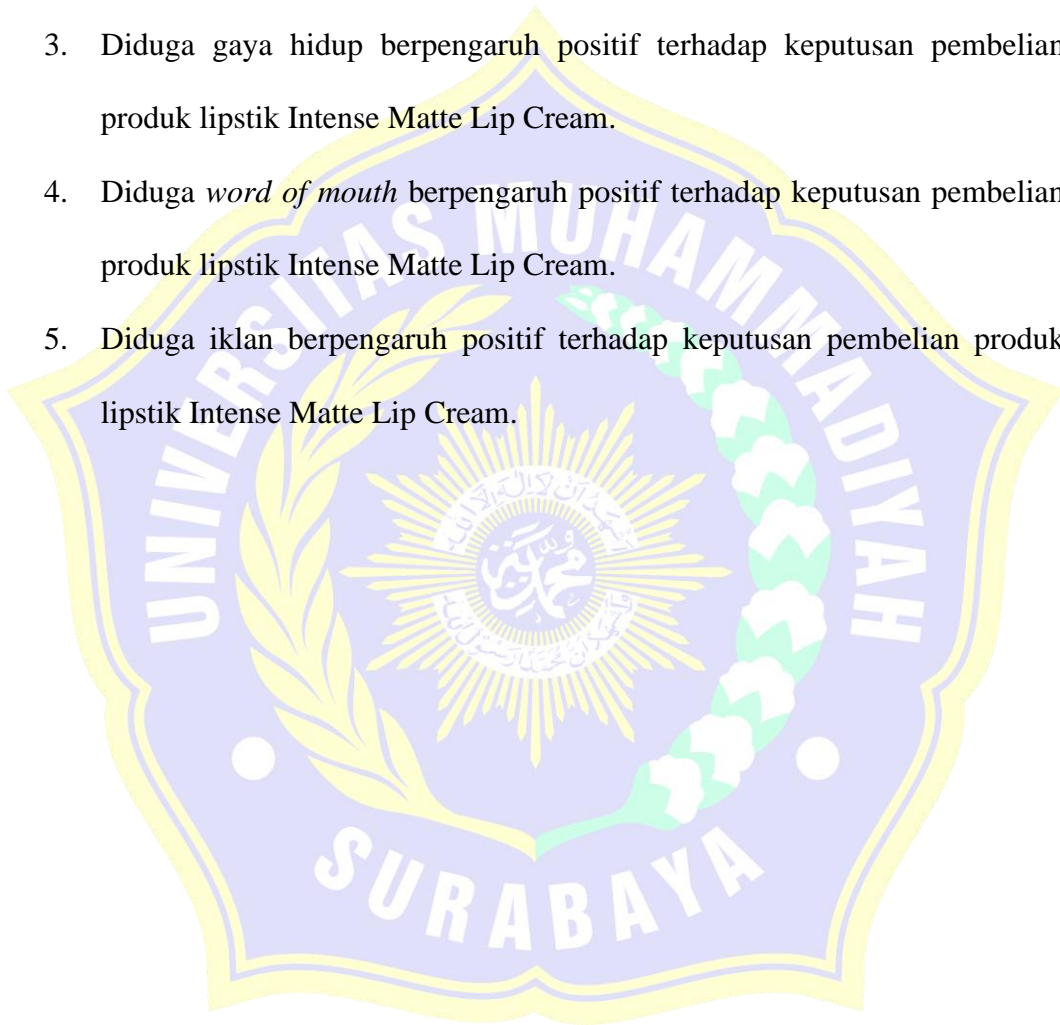 3. Diduga gaya hidup berpengaruh positif terhadap keputusan pembelian
produk lipstik Intense Matte Lip Cream.
4. Diduga word of mouth berpengaruh positif terhadap keputusan pembelian
produk lipstik Intense Matte Lip Cream.
5. Diduga iklan berpengaruh positif terhadap keputusan pembelian produk
lipstik Intense Matte Lip Cream.
UNIVERSITAS MUHAMMADIYAH
SURABAYA
محمد